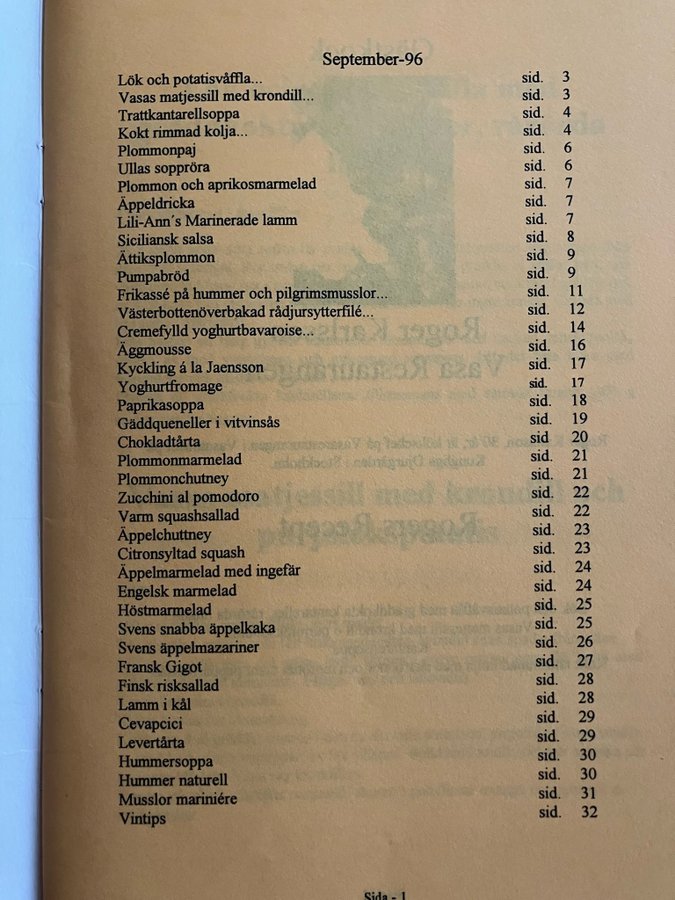 September-96
Lök och potatisvåffla... sid. 3
Vasas matjessill med krondill... sid. 3
Trattkantarellsoppa sid. 4
Kokt rimmad kolja... sid. 4
Plommonpaj sid. 6
Ullas sopprôra sid. 6
Plommon och aprikosmarmelad sid. 7
Äppeldricka sid. 7
Lili-Ann´s Marinerade lamm sid. 7
Siciliansk salsa sid. 8
Ättiksplommon sid. 9
Pumpabröd sid. 9
Frikassé på hummer och pilgrimsmusslor... sid. 11
Västerbottenöverbakad rådjursytterfilé... sid. 12
Cremefylld yoghurtbavaroise... sid. 14
Äggmousse sid. 16
Kyckling á la Jaensson sid. 17
Yoghurtfromage sid. 17
Paprikasoppa sid. 18
Gäddqueneller i vitvinsås sid. 19
Chokladtårta sid. 20
Plommonmarmelad sid. 21
Plommonchutney sid. 21
Zucchini al pomodoro sid. 22
Varm squashsallad sid. 22
Äppelchuttney sid. 23
Citronsyltad squash sid. 23
Äppelmarmelad med ingefär sid. 24
Engelsk marmelad sid. 24
Höstmarmelad sid. 25
Svens snabba äppelkaka sid. 25
Svens äppelmazariner sid. 26
Fransk Gigot sid. 27
Finsk risksallad sid. 28
Lamm i kål sid. 28
Cevapcici sid. 29
Levertårta sid. 29
Hummersoppa sid. 30
Hummer naturell sid. 30
Musslor mariniére sid. 31
Vintips sid. 32
Sida - 1